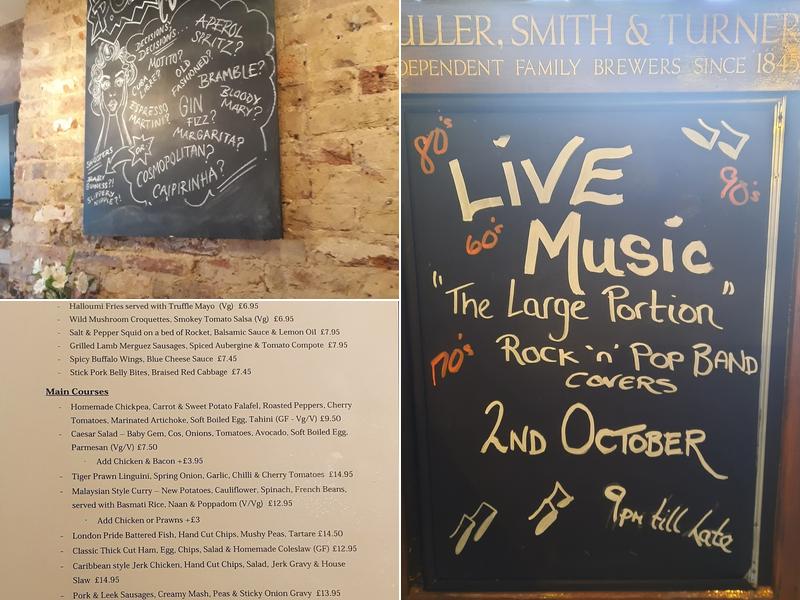 DECISIONS?
DECISIONS...
APEROL
SPRITZ?
MOJITO?
CUBA
LIBRE?
OLD
FASHIONED?
BRAMBLE?
ESPRESSO
MARTINI?
GIN
FIZZ?
BLOODY
MARY?
MARGARITA?
OR?
COSMOPOLITAN?
CAIPIRINHA?
SHOOTERS
BABY
GUINNESS?!
SLIPPERY
NIPPLE?!
Halloumi Fries served with Truffle Mayo (Vg) £6.95
- Wild Mushroom Croquettes, Smokey Tomato Salsa (Vg) £6.95
- Salt & Pepper Squid on a bed of Rocket, Balsamic Sauce & Lemon Oil £7.95
- Grilled Lamb Merguez Sausages, Spiced Aubergine & Tomato Compote £7.95
- Spicy Buffalo Wings, Blue Cheese Sauce £7.45
- Stick Pork Belly Bites, Braised Red Cabbage £7.45
Main Courses
- Homemade Chickpea, Carrot & Sweet Potato Falafel, Roasted Peppers, Cherry
Tomatoes, Marinated Artichoke, Soft Boiled Egg, Tahini (GF - Vg/V) £9.50
- Caesar Salad – Baby Gem, Cos, Onions, Tomatoes, Avocado, Soft Boiled Egg,
Parmesan (Vg/V) £7.50
- Add Chicken & Bacon +£3.95
- Tiger Prawn Linguini, Spring Onion, Garlic, Chilli & Cherry Tomatoes £14.95
- Malaysian Style Curry – New Potatoes, Cauliflower, Spinach, French Beans,
served with Basmati Rice, Naan & Poppadom (V/Vg) £12.95
- Add Chicken or Prawns +£3
- London Pride Battered Fish, Hand Cut Chips, Mushy Peas, Tartare £14.50
- Classic Thick Cut Ham, Egg, Chips, Salad & Homemade Coleslaw (GF) £12.95
- Caribbean style Jerk Chicken, Hand Cut Chips, Salad, Jerk Gravy & House
Slaw £14.95
- Pork & Leek Sausages, Creamy Mash, Peas & Sticky Onion Gravy £13.95
ULLER, SMITH & TURNER
DEPENDENT FAMILY BREWERS SINCE 1845
80's
LIVE
90's
60's
Music
"The Large Portion"
70's
ROCK 'n' POP BAND
COVERS
2ND OCTOBER
9pm till Late